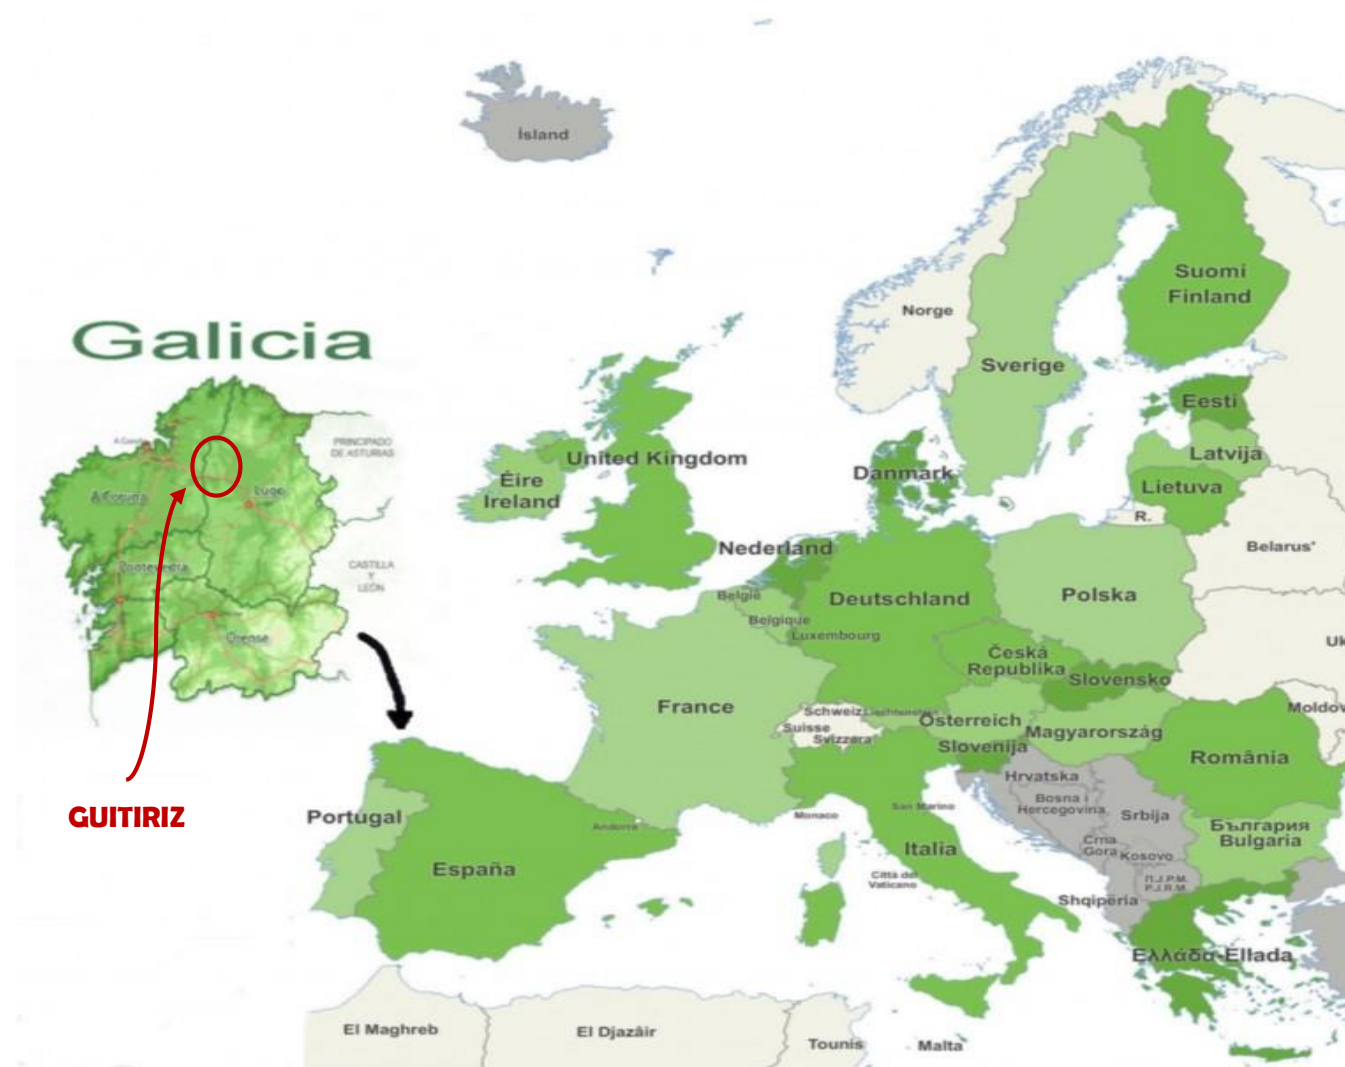 Ísland
Suomi
Finland
Norge
Galicia
Sverige
Eesti
PRINCIPADO
DE ASTURIAS
Latvija
United Kingdom
Danmark
Éire
Ireland
Lietuva
A Coruña
Lugo
R.
Nederland
Belarus'
Pontevedra
CASTILLA
Y
LEÓN
België
Deutschland
Polska
Belgique
Luxembourg
Orense
Uk
Česká
Republika
Slovensko
France
Schweiz
Liechtenstein
Österreich
Moldov
Suisse
Svizzera
Magyarország
Slovenija
România
Hrvatska
GUITIRIZ
Portugal
Bosna i
Hercegovina
San Marino
Monaco
Srbija
Andorra
България
Bulgaria
Crna
Gora
Kosovo
Italia
España
Città del
Vaticano
П.Ј.Р.М.
P.J.R.M.
Shqipëria
Ελλάδα-Ellada
El Maghreb
El Djazâir
Tounis
Malta